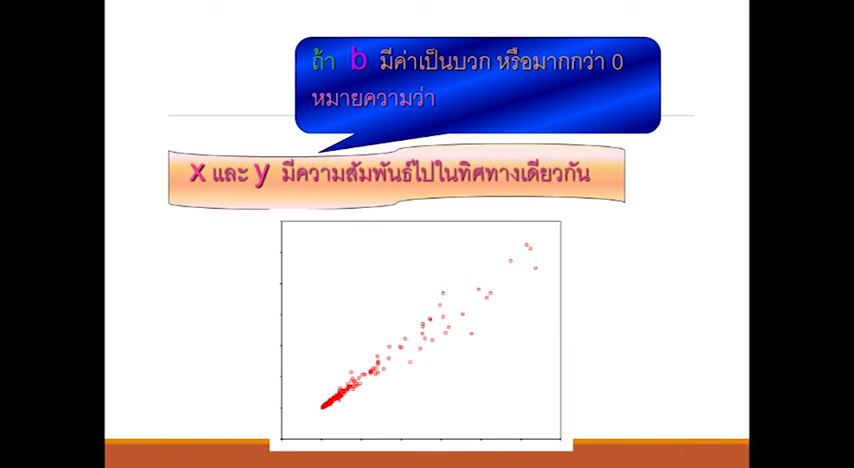 ถ้า b มีค่าเป็นบวก หรือมากกว่า 0
หมายความว่า
x และ y มีความสัมพันธ์ไปในทิศทางเดียวกัน